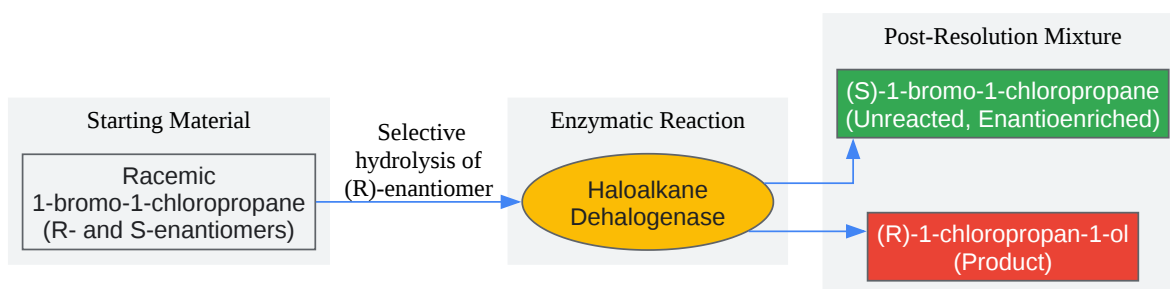 Starting Material
Racemic
1-bromo-1-chloropropane
(R- and S-enantiomers)
Selective
hydrolysis of
(R)-enantiomer
Enzymatic Reaction
Haloalkane
Dehalogenase
Post-Resolution Mixture
(S)-1-bromo-1-chloropropane
(Unreacted, Enantioenriched)
(R)-1-chloropropan-1-ol
(Product)